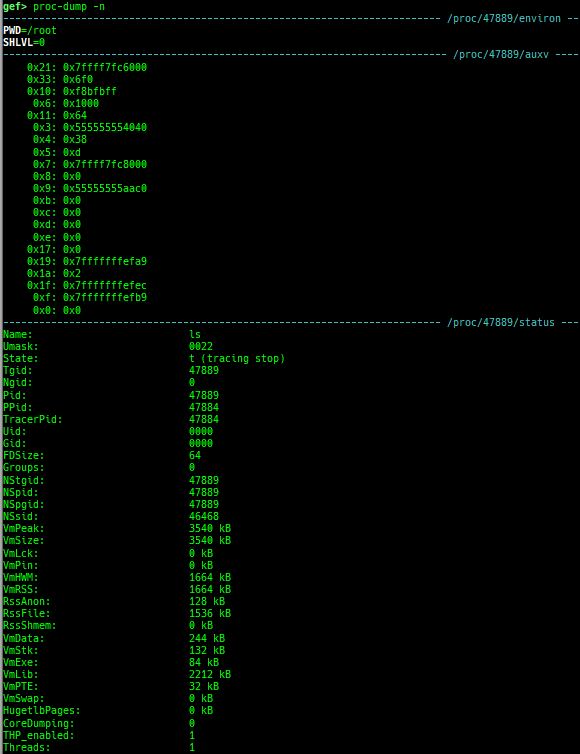 gef> proc-dump -n
------------------------------------------------------------------------- /proc/47889/environ --
PWD=/root
SHLVL=0
-------------------------------------------------------------------------- /proc/47889/auxv ----
0x21: 0x7ffff7fc6000
0x33: 0x6f0
0x10: 0xf8bfbff
0x6: 0x1000
0x11: 0x64
0x3: 0x555555554040
0x4: 0x38
0x5: 0xd
0x7: 0x7ffff7fc8000
0x8: 0x0
0x9: 0x55555555aac0
0xb: 0x0
0xc: 0x0
0xd: 0x0
0xe: 0x0
0x17: 0x0
0x19: 0x7fffffffefa9
0x1a: 0x2
0x1f: 0x7fffffffefec
0xf: 0x7fffffffefb9
0x0: 0x0
------------------------------------------------------------------------- /proc/47889/status ---
Name: ls
Umask: 0022
State: t (tracing stop)
Tgid: 47889
Ngid: 0
Pid: 47889
PPid: 47884
TracerPid: 47884
Uid: 0000
Gid: 0000
FDSize: 64
Groups: 0
NStgid: 47889
NSpid: 47889
NSpgid: 47889
NSsid: 46468
VmPeak: 3540 kB
VmSize: 3540 kB
VmLck: 0 kB
VmPin: 0 kB
VmHWM: 1664 kB
VmRSS: 1664 kB
RssAnon: 128 kB
RssFile: 1536 kB
RssShmem: 0 kB
VmData: 244 kB
VmStk: 132 kB
VmExe: 84 kB
VmLib: 2212 kB
VmPTE: 32 kB
VmSwap: 0 kB
HugetlbPages: 0 kB
CoreDumping: 0
THP_enabled: 1
Threads: 1